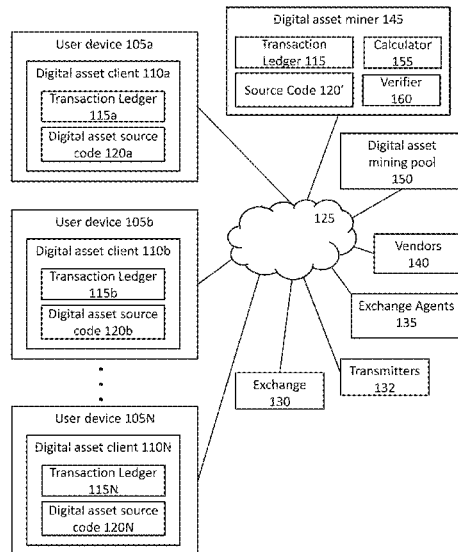 User device 105a
Digital asset client 110a
Transaction Ledger
115a
Digital asset source
code 120a
User device 105b
Digital asset client 110b
Transaction Ledger
115b
Digital asset source
code 120b
User device 105N
Digital asset client 110N
Transaction Ledger
115N
Digital asset source
code 120N
Digital asset miner 145
Transaction
Ledger 115
Calculator
155
Source Code 120'
Verifier
160
Digital asset
mining pool
150
125
Vendors
140
Exchange Agents
135
Transmitters
132
Exchange
130